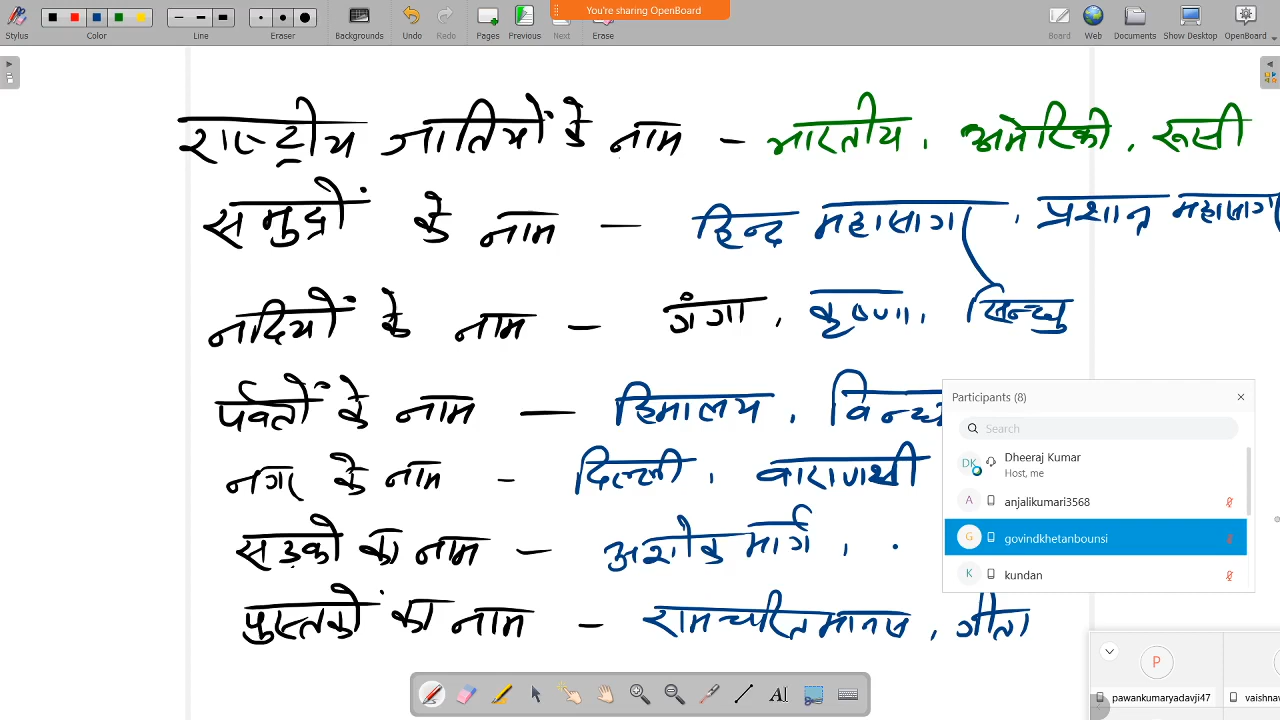 You're sharing OpenBoard
Stylus Color Line Eraser Backgrounds Undo Redo Pages Previous Next Erase Board Web Documents Show Desktop OpenBoard
राष्ट्रीय जातियों के नाम - भारतीय, अमेरिकी, रूसी
समुद्रों के नाम - हिन्द महासागर, प्रशान्त महासागर
नदियों के नाम - गंगा, कृष्णा, सिन्धु
पर्वतों के नाम - हिमालय,
नगर के नाम - दिल्ली, वाराणसी
सड़को का नाम - अशोक मार्ग,
पुस्तकों का नाम - रामचरितमानस, गीता
Participants (8)
Search
DK Dheeraj Kumar
Host, me
A anjalikumari3568
G govindkhetanbounsi
K kundan
P
pawankumaryadavji47 vaishnav